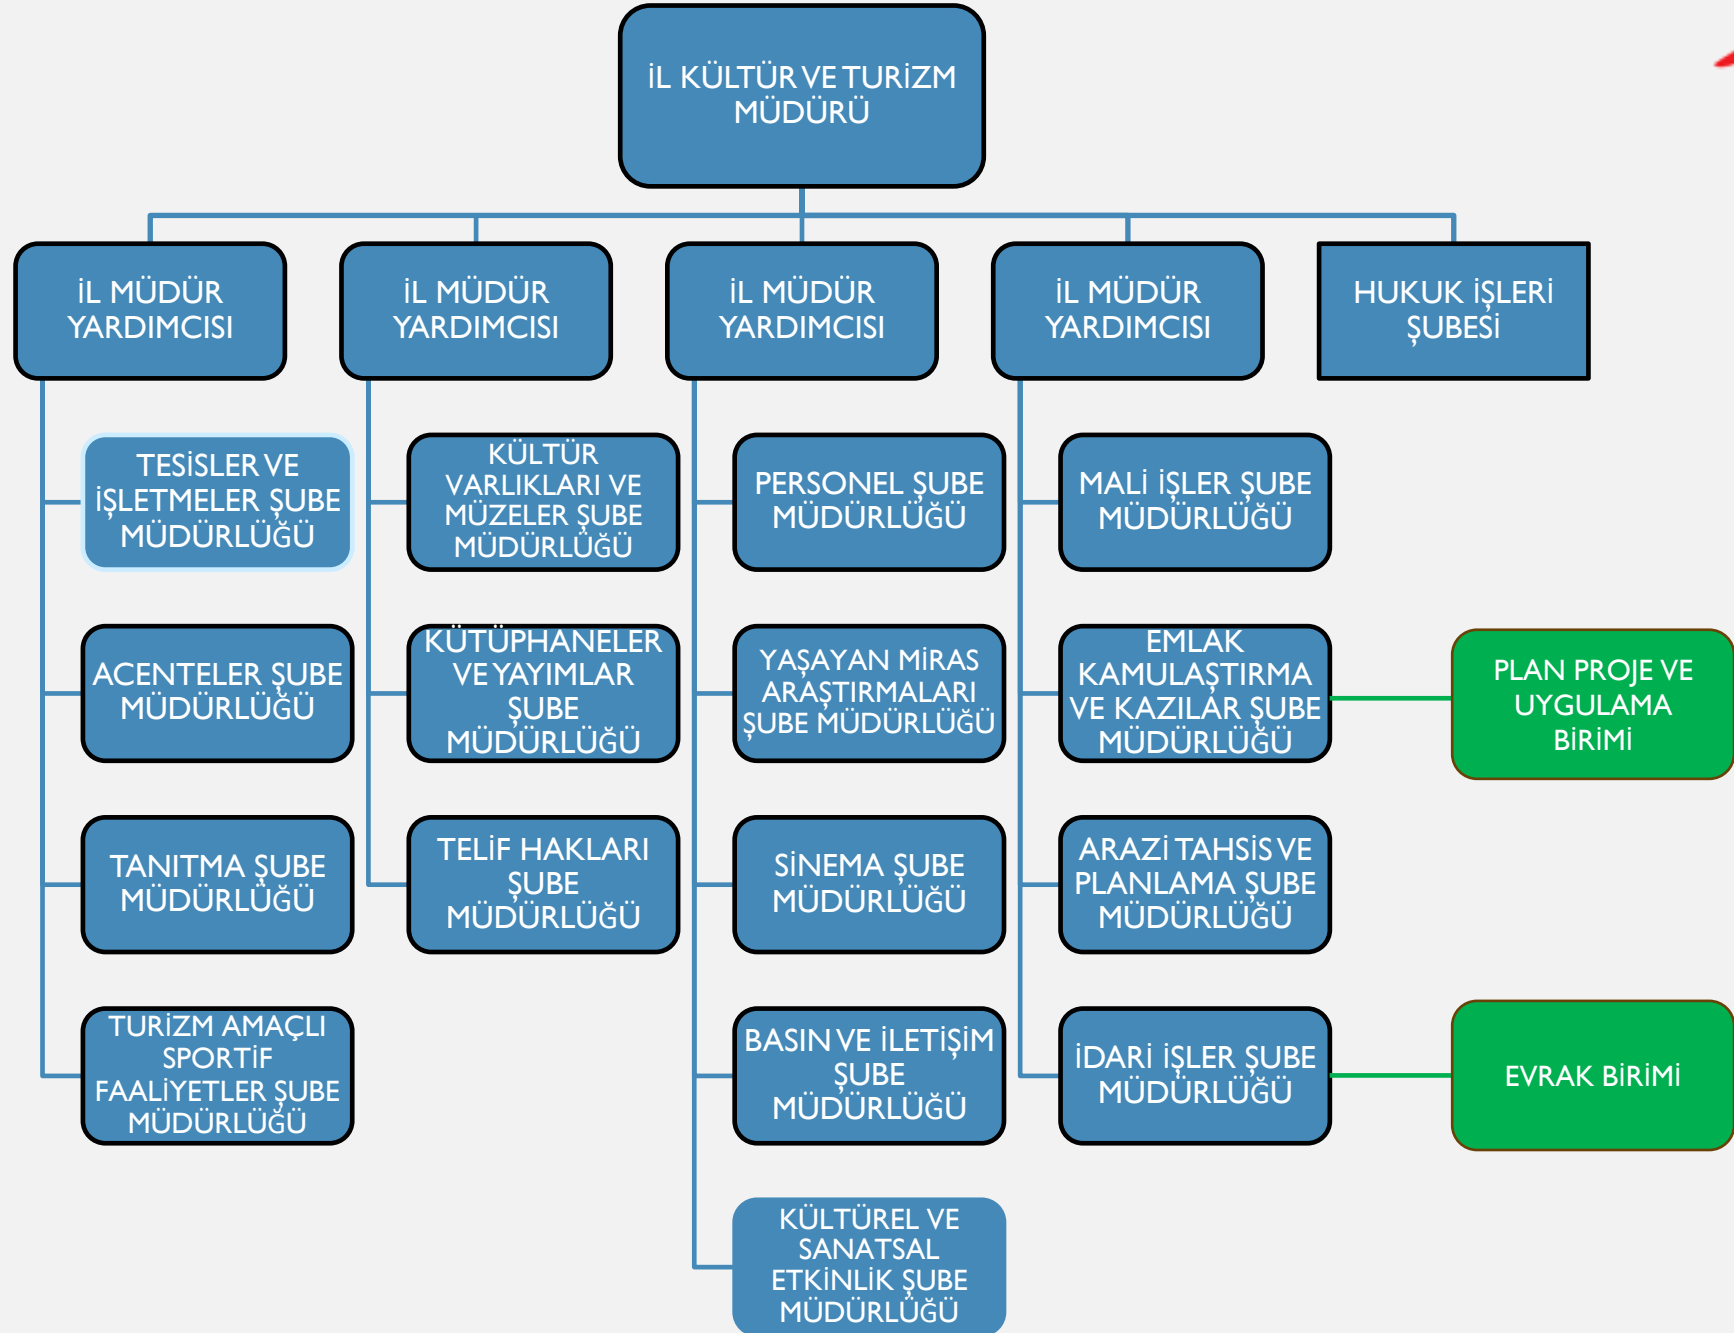 İL KÜLTÜR VE TURİZM
MÜDÜRÜ
İL MÜDÜR
YARDIMCISI
İL MÜDÜR
YARDIMCISI
İL MÜDÜR
YARDIMCISI
İL MÜDÜR
YARDIMCISI
HUKUK İŞLERİ
ŞUBESİ
TESİSLER VE
İŞLETMELER ŞUBE
MÜDÜRLÜĞÜ
ACENTELER ŞUBE
MÜDÜRLÜĞÜ
TANITMA ŞUBE
MÜDÜRLÜĞÜ
TURİZM AMAÇLI
SPORTİF
FAALİYETLER ŞUBE
MÜDÜRLÜĞÜ
KÜLTÜR
VARLIKLARI VE
MÜZELER ŞUBE
MÜDÜRLÜĞÜ
KÜTÜPHANELER
VE YAYIMLAR
ŞUBE
MÜDÜRLÜĞÜ
TELİF HAKLARI
ŞUBE
MÜDÜRLÜĞÜ
PERSONEL ŞUBE
MÜDÜRLÜĞÜ
YAŞAYAN MİRAS
ARAŞTIRMALARI
ŞUBE MÜDÜRLÜĞÜ
SİNEMA ŞUBE
MÜDÜRLÜĞÜ
BASIN VE İLETİŞİM
ŞUBE
MÜDÜRLÜĞÜ
KÜLTÜREL VE
SANATSAL
ETKİNLİK ŞUBE
MÜDÜRLÜĞÜ
MALİ İŞLER ŞUBE
MÜDÜRLÜĞÜ
EMLAK
KAMULAŞTIRMA
VE KAZILAR ŞUBE
MÜDÜRLÜĞÜ
ARAZİ TAHSİS VE
PLANLAMA ŞUBE
MÜDÜRLÜĞÜ
İDARİ İŞLER ŞUBE
MÜDÜRLÜĞÜ
PLAN PROJE VE
UYGULAMA
BİRİMİ
EVRAK BİRİMİ